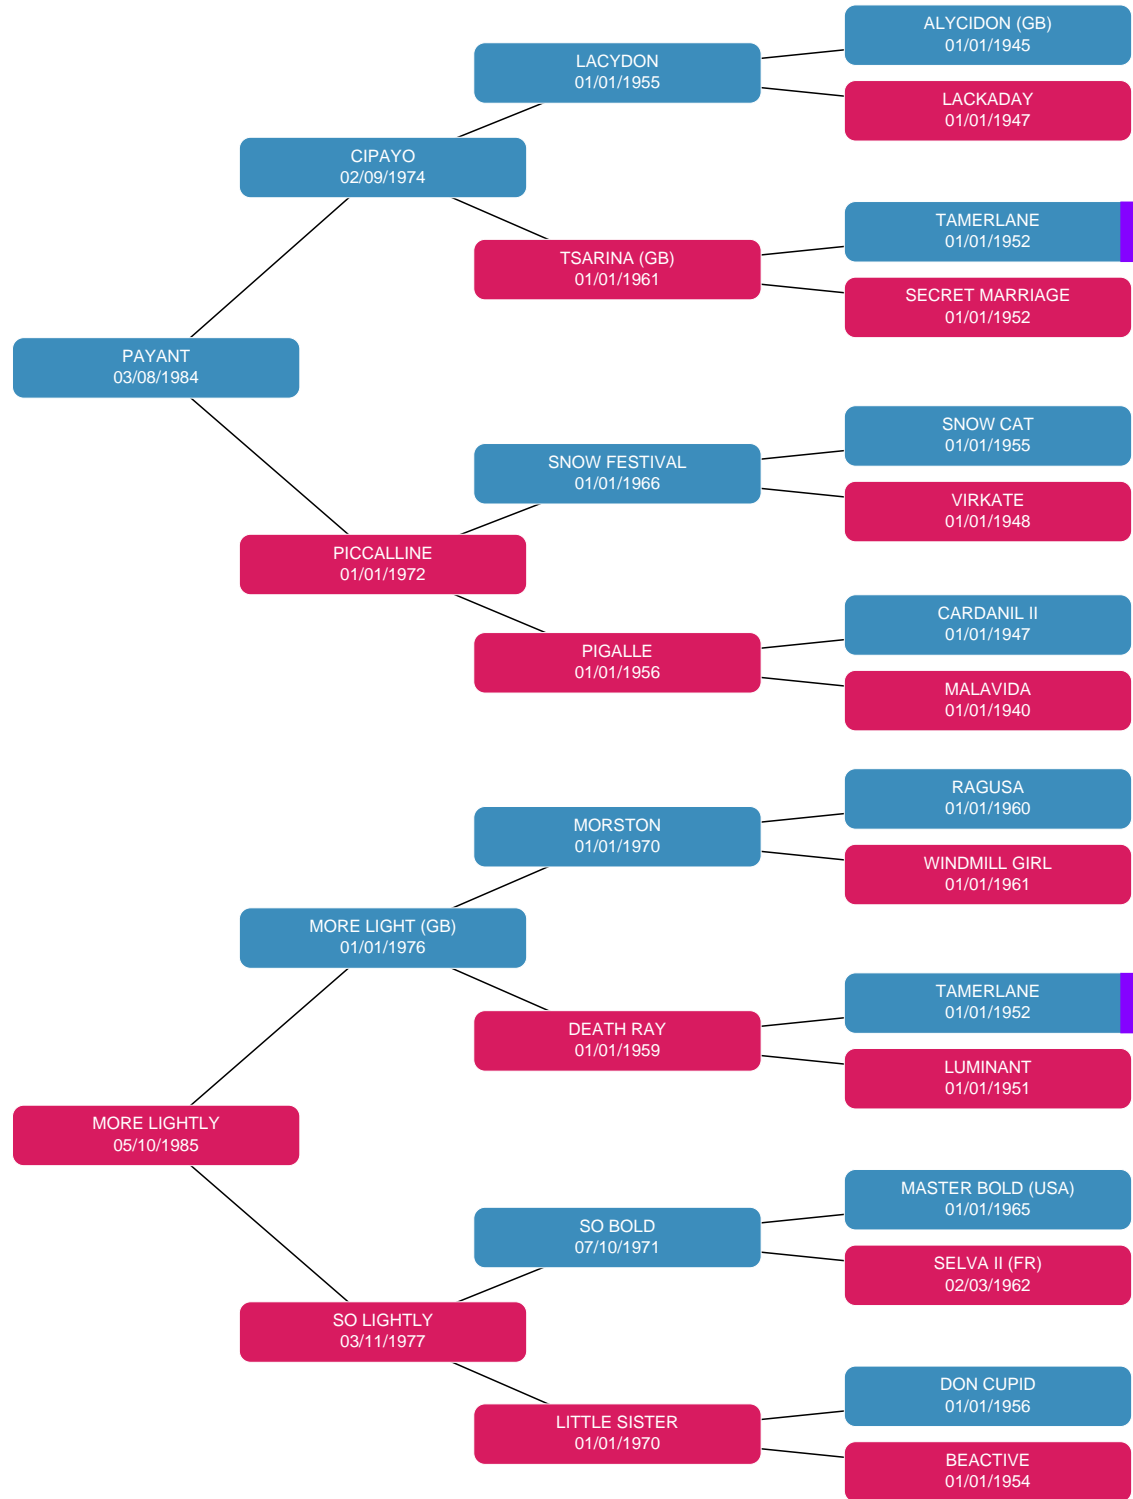 ALYCIDON (GB)
01/01/1945
LACYDON
01/01/1955
LACKADAY
01/01/1947
CIPAYO
02/09/1974
TAMERLANE
01/01/1952
TSARINA (GB)
01/01/1961
SECRET MARRIAGE
01/01/1952
PAYANT
03/08/1984
SNOW CAT
01/01/1955
SNOW FESTIVAL
01/01/1966
VIRKATE
01/01/1948
PICCALLINE
01/01/1972
CARDANIL II
01/01/1947
PIGALLE
01/01/1956
MALAVIDA
01/01/1940
RAGUSA
01/01/1960
MORSTON
01/01/1970
WINDMILL GIRL
01/01/1961
MORE LIGHT (GB)
01/01/1976
TAMERLANE
01/01/1952
DEATH RAY
01/01/1959
LUMINANT
01/01/1951
MORE LIGHTLY
05/10/1985
MASTER BOLD (USA)
01/01/1965
SO BOLD
07/10/1971
SELVA II (FR)
02/03/1962
SO LIGHTLY
03/11/1977
DON CUPID
01/01/1956
LITTLE SISTER
01/01/1970
BEACTIVE
01/01/1954